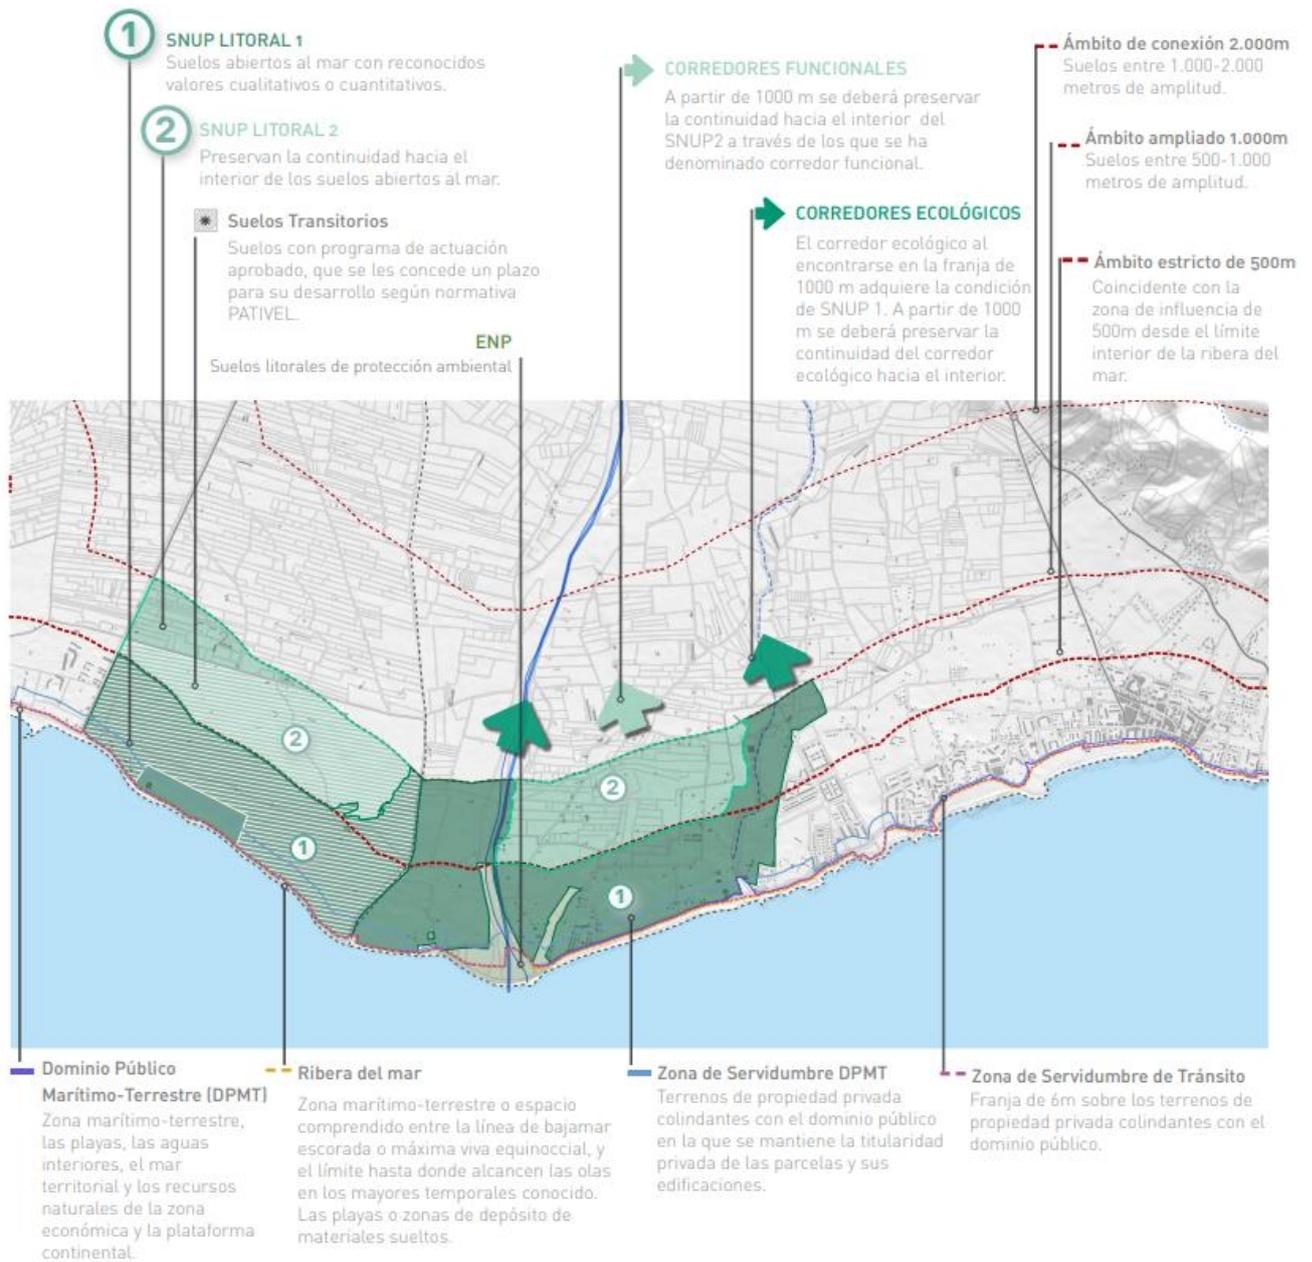 1
SNUP LITORAL 1
Suelos abiertos al mar con reconocidos
valores cualitativos o cuantitativos.
2
SNUP LITORAL 2
Preservan la continuidad hacia el
interior de los suelos abiertos al mar.
Suelos Transitorios
Suelos con programa de actuación
aprobado, que se les concede un plazo
para su desarrollo según normativa
PATIVEL.
ENP
Suelos litorales de protección ambiental
CORREDORES FUNCIONALES
A partir de 1000 m se deberá preservar
la continuidad hacia el interior del
SNUP2 a través de los que se ha
denominado corredor funcional.
CORREDORES ECOLÓGICOS
El corredor ecológico al
encontrarse en la franja de
1000 m adquiere la condición
de SNUP 1. A partir de 1000
m se deberá preservar la
continuidad del corredor
ecológico hacia el interior.
Ámbito de conexión 2.000m
Suelos entre 1.000-2.000
metros de amplitud.
Ámbito ampliado 1.000m
Suelos entre 500-1.000
metros de amplitud.
Ámbito estricto de 500m
Coincidente con la
zona de influencia de
500m desde el límite
interior de la ribera del
mar.
2
2
1
1
Dominio Público
Marítimo-Terrestre (DPMT)
Zona marítimo-terrestre,
las playas, las aguas
interiores, el mar
territorial y los recursos
naturales de la zona
económica y la plataforma
continental.
Ribera del mar
Zona marítimo-terrestre o espacio
comprendido entre la línea de bajamar
escorada o máxima viva equinoccial, y
el límite hasta donde alcancen las olas
en los mayores temporales conocido.
Las playas o zonas de depósito de
materiales sueltos.
Zona de Servidumbre DPMT
Terrenos de propiedad privada
colindantes con el dominio público
en la que se mantiene la titularidad
privada de las parcelas y sus
edificaciones.
Zona de Servidumbre de Tránsito
Franja de 6m sobre los terrenos de
propiedad privada colindantes con el
dominio público.